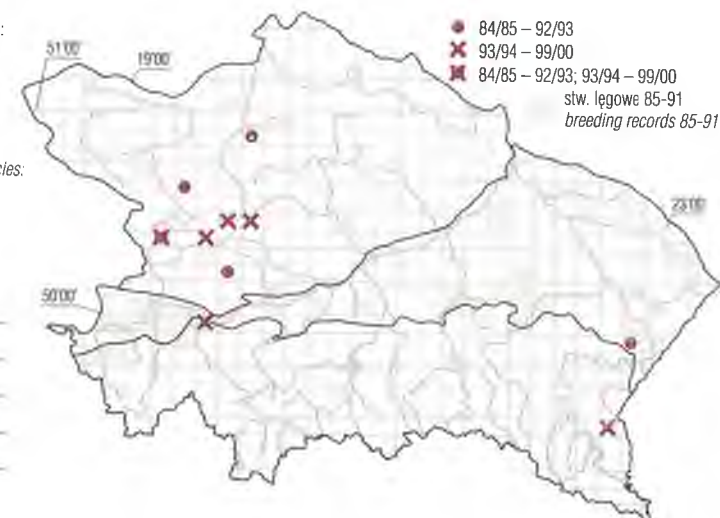 :
84/85 – 92/93
93/94 – 99/00
84/85 – 92/93; 93/94 – 99/00
stw. lęgowe 85-91
breeding records 85-91
51°00'
19°00'
cies:
23°00'
50°00'